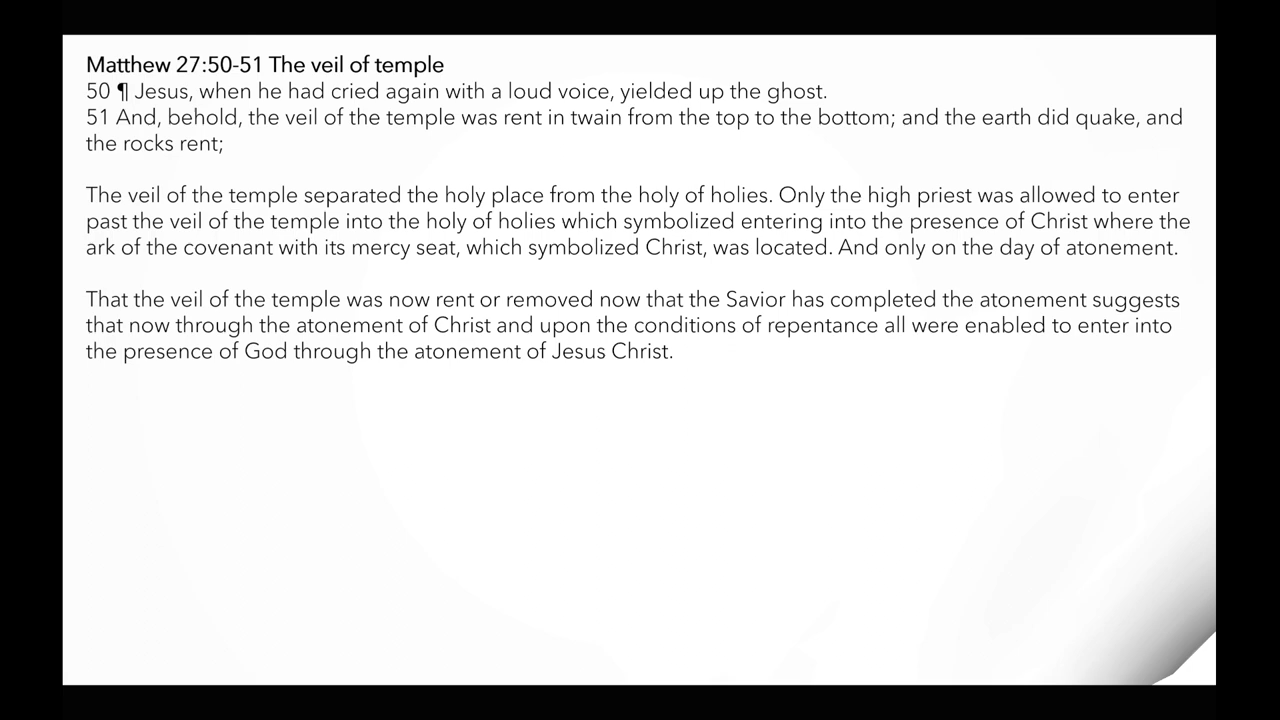 Matthew 27:50-51 The veil of temple
50 ¶ Jesus, when he had cried again with a loud voice, yielded up the ghost.
51 And, behold, the veil of the temple was rent in twain from the top to the bottom; and the earth did quake, and
the rocks rent;
The veil of the temple separated the holy place from the holy of holies. Only the high priest was allowed to enter
past the veil of the temple into the holy of holies which symbolized entering into the presence of Christ where the
ark of the covenant with its mercy seat, which symbolized Christ, was located. And only on the day of atonement.
That the veil of the temple was now rent or removed now that the Savior has completed the atonement suggests
that now through the atonement of Christ and upon the conditions of repentance all were enabled to enter into
the presence of God through the atonement of Jesus Christ.